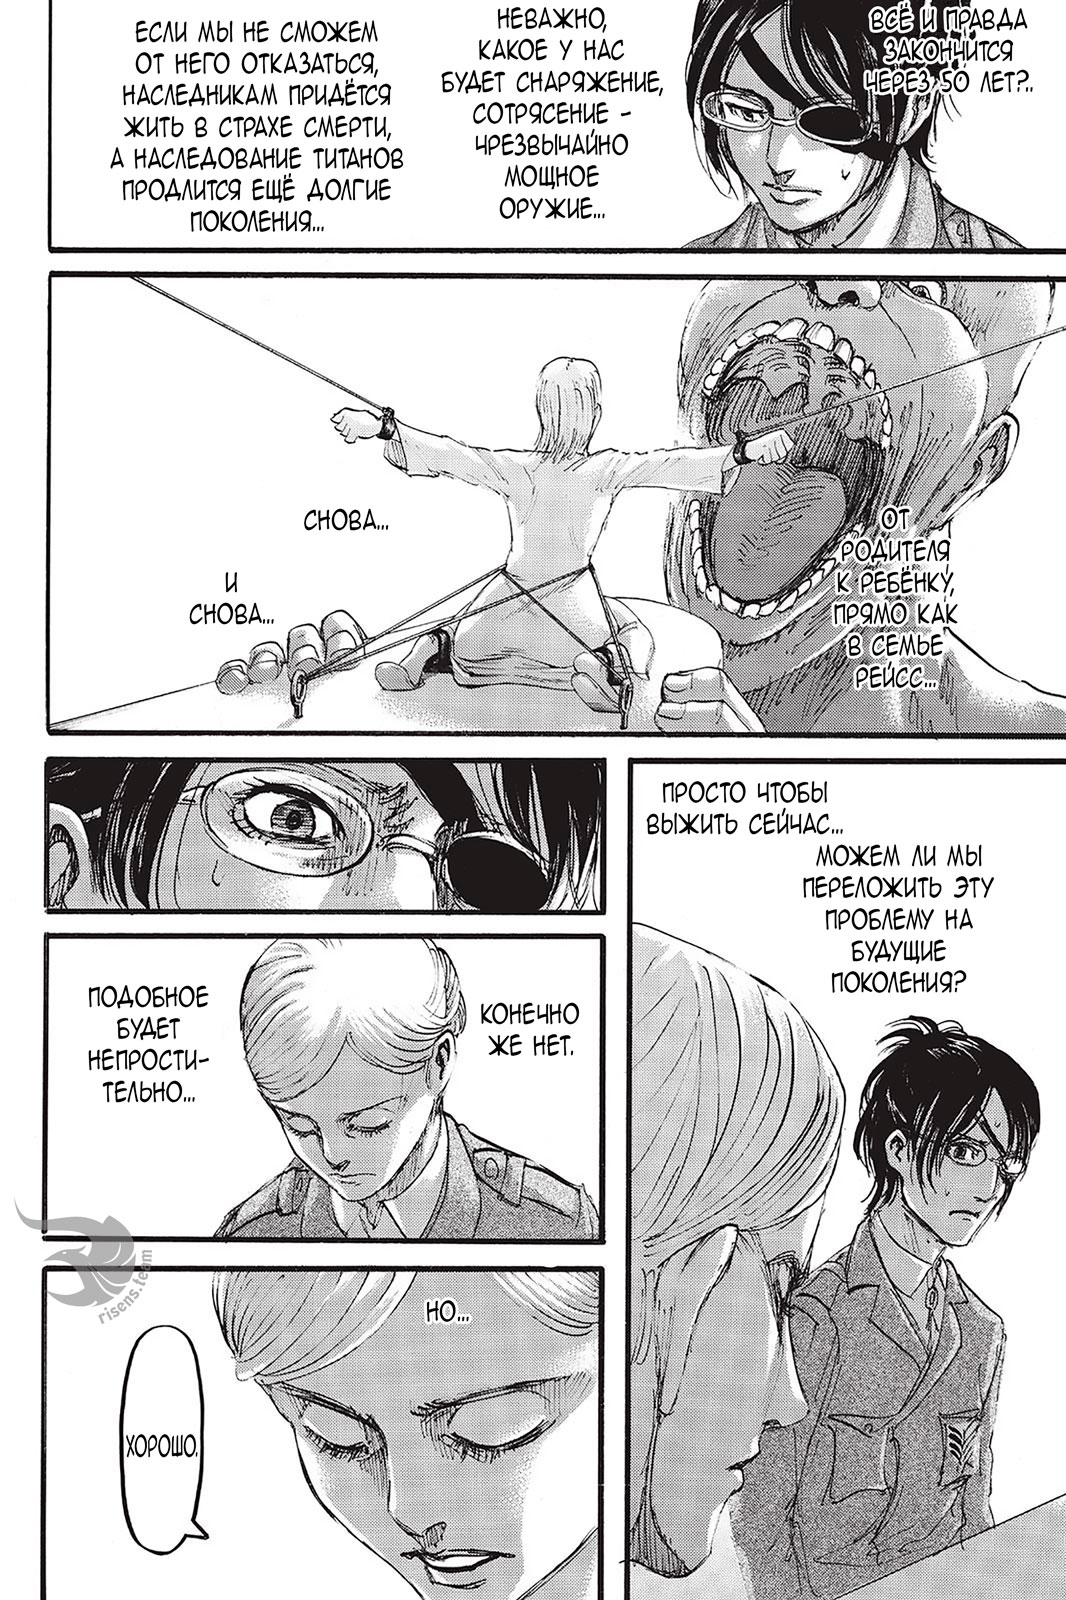 ВСЁ И ПРАВДА
ЗАКОНЧИТСЯ
ЧЕРЕЗ 50 ЛЕТ?..
НЕВАЖНО,
КАКОЕ У НАС
БУДЕТ СНАРЯЖЕНИЕ,
СОТРЯСЕНИЕ -
ЧРЕЗВЫЧАЙНО
МОЩНОЕ
ОРУЖИЕ...
ЕСЛИ МЫ НЕ СМОЖЕМ
ОТ НЕГО ОТКАЗАТЬСЯ,
НАСЛЕДНИКАМ ПРИДЁТСЯ
ЖИТЬ В СТРАХЕ СМЕРТИ,
А НАСЛЕДОВАНИЕ ТИТАНОВ
ПРОДЛИТСЯ ЕЩЁ ДОЛГИЕ
ПОКОЛЕНИЯ...
ОТ
РОДИТЕЛЯ
К РЕБЁНКУ,
ПРЯМО КАК
В СЕМЬЕ
РЕЙСС...
СНОВА...
И
СНОВА...
ПРОСТО ЧТОБЫ
ВЫЖИТЬ СЕЙЧАС...
МОЖЕМ ЛИ МЫ
ПЕРЕЛОЖИТЬ ЭТУ
ПРОБЛЕМУ НА
БУДУЩИЕ
ПОКОЛЕНИЯ?
КОНЕЧНО
ЖЕ НЕТ.
ПОДОБНОЕ
БУДЕТ
НЕПРОСТИ-
ТЕЛЬНО...
НО...
ХОРОШО.
risens.team